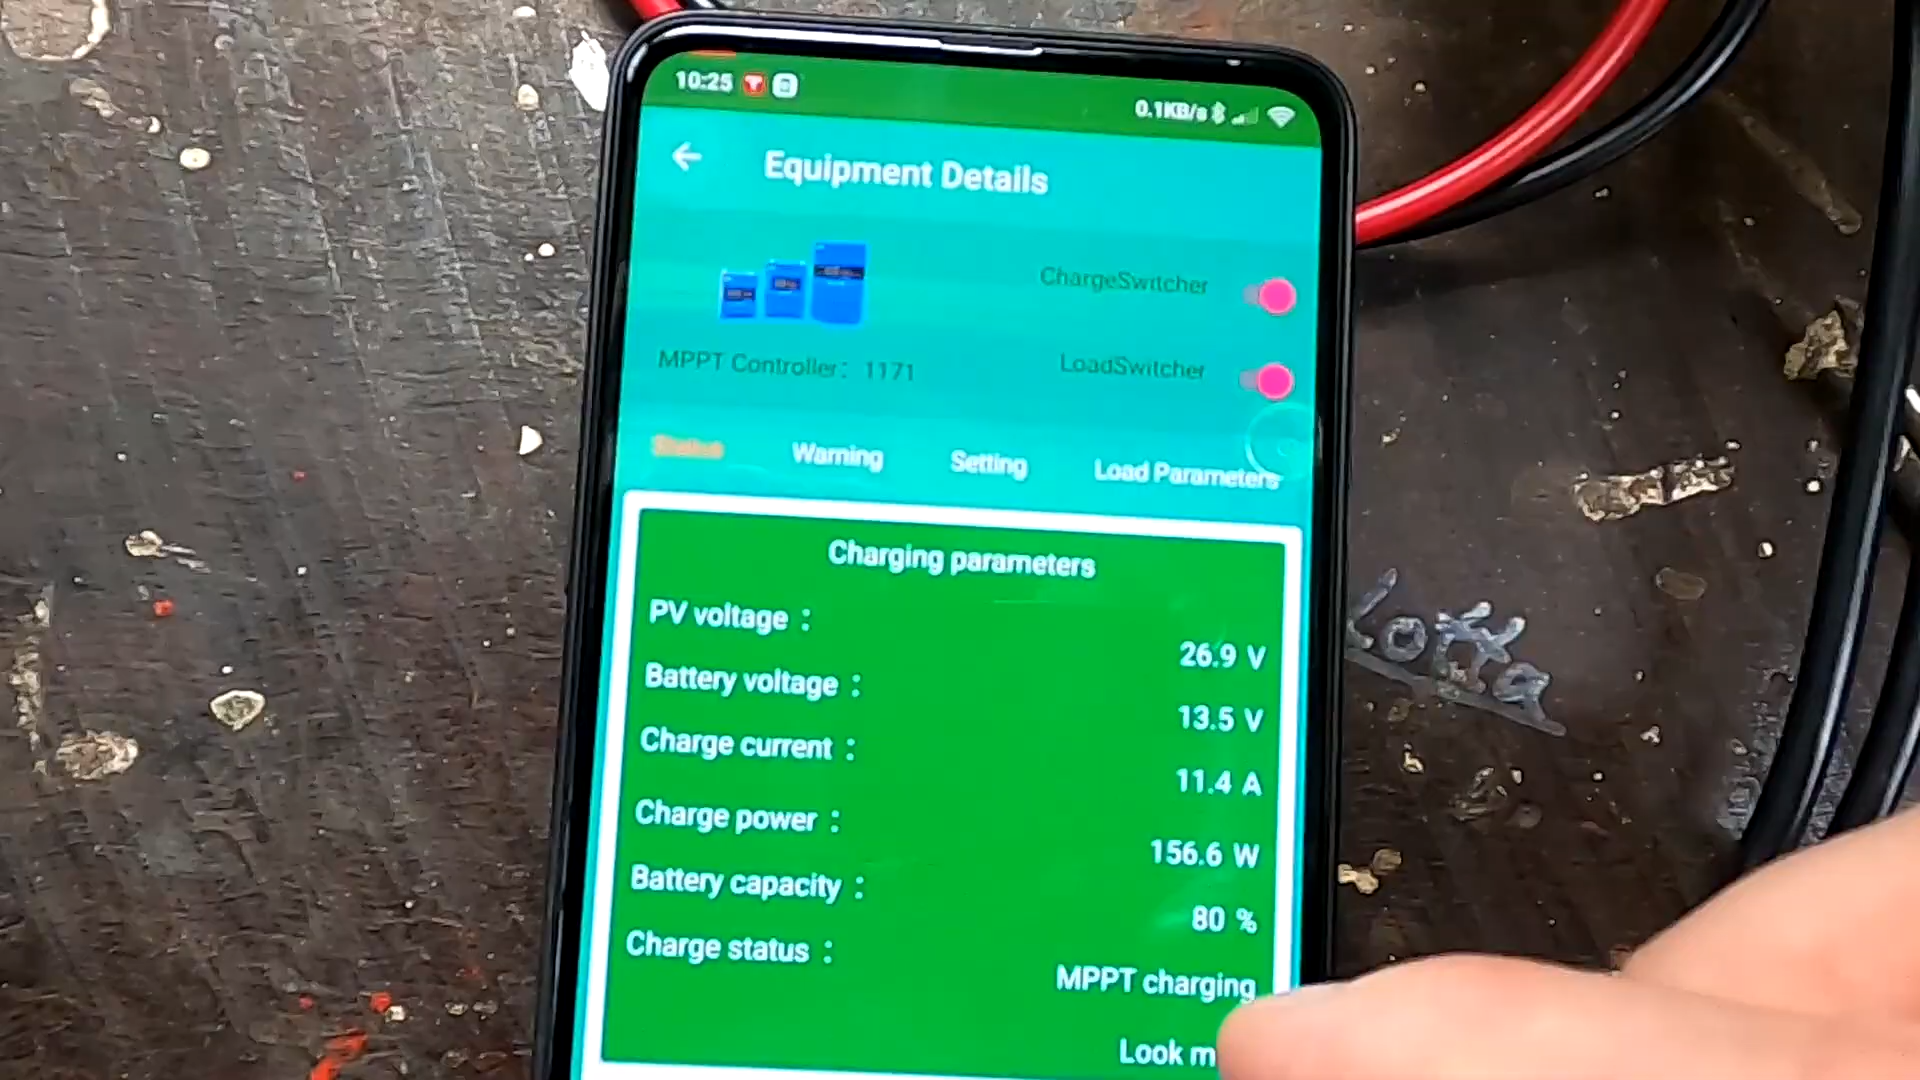 10:25
0.1KB/s
Equipment Details
ChargeSwitcher
MPPT Controller: 1171
LoadSwitcher
Status Warning Setting Load Parameters
Charging parameters
PV voltage :
26.9 V
Battery voltage :
13.5 V
Charge current :
11.4 A
Charge power :
156.6 W
Battery capacity :
80 %
Charge status :
MPPT charging
Look m